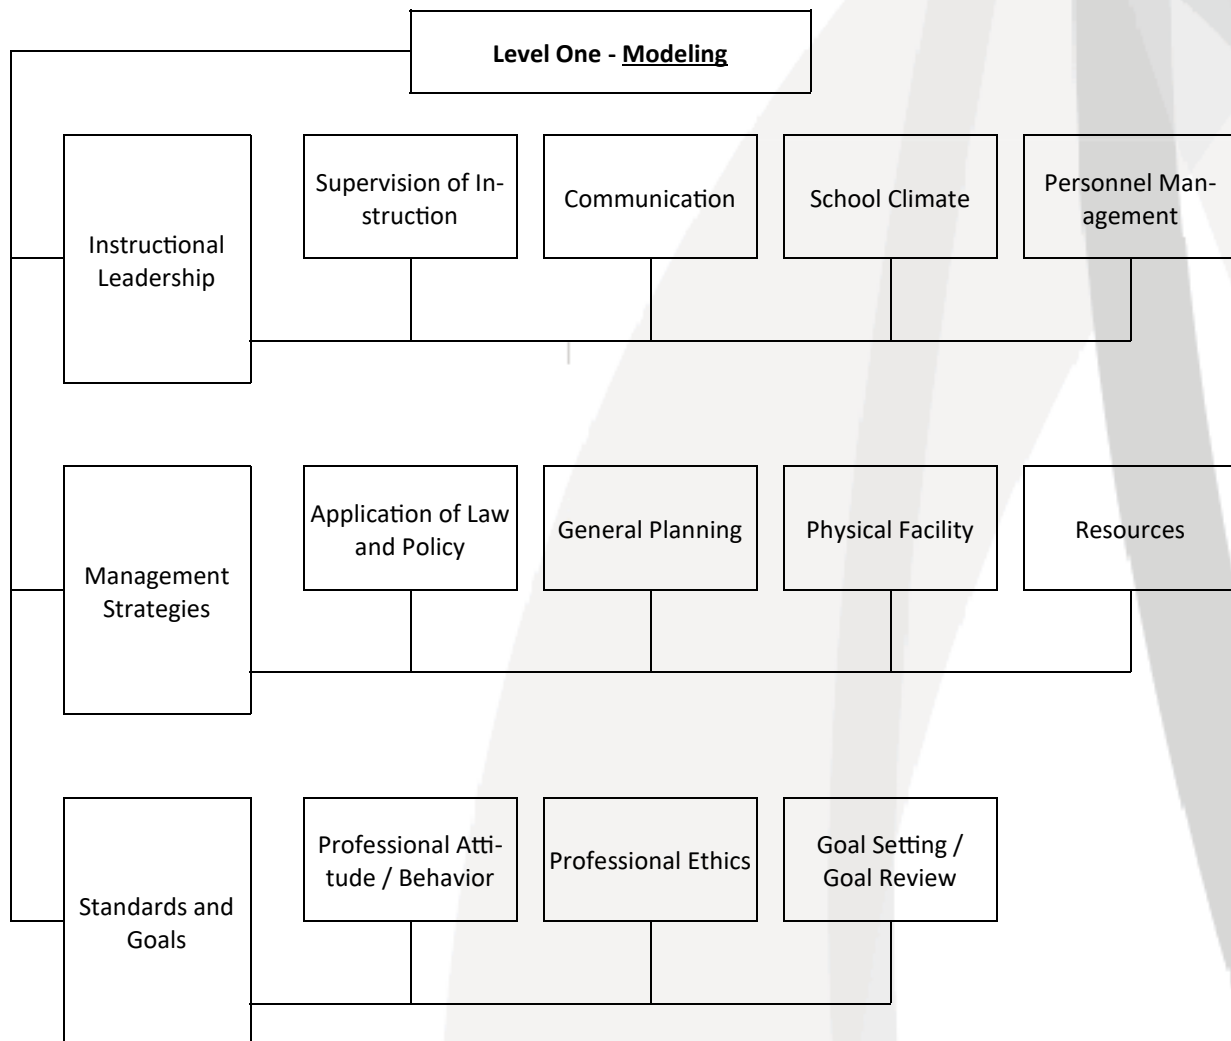 Level One - Modeling
Instructional
Leadership
Supervision of In-
struction
Communication
School Climate
Personnel Man-
agement
Management
Strategies
Application of Law
and Policy
General Planning
Physical Facility
Resources
Standards and
Goals
Professional Atti-
tude / Behavior
Professional Ethics
Goal Setting /
Goal Review